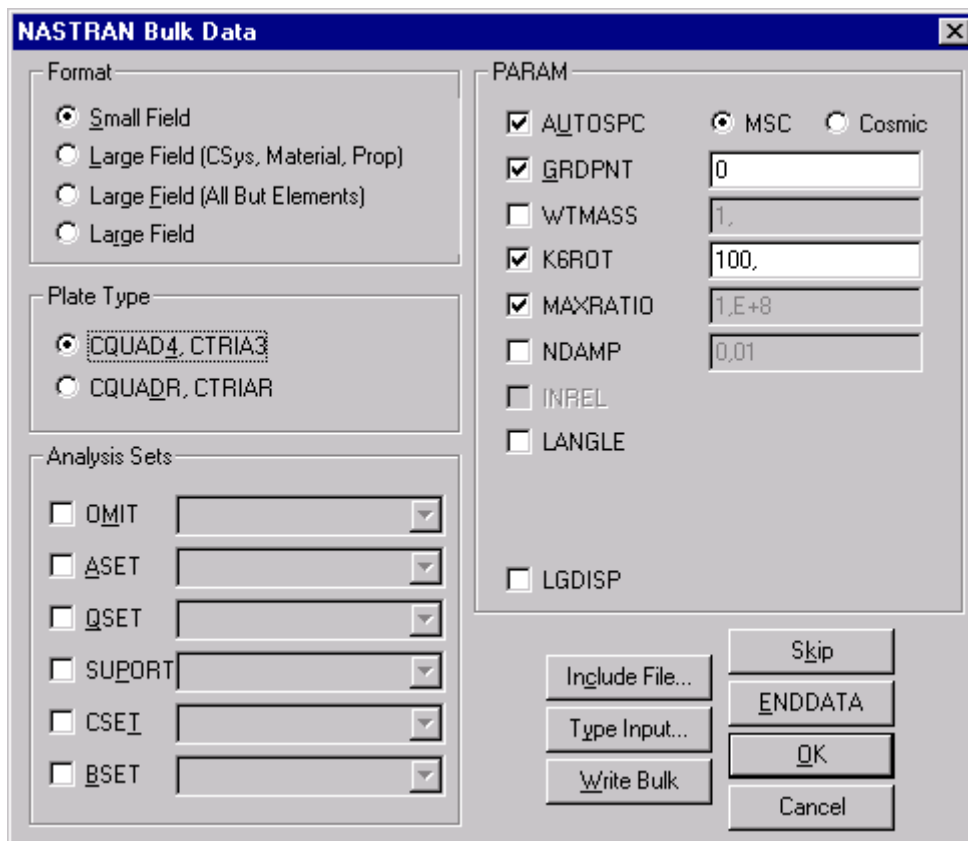 NASTRAN Bulk Data
Format
Small Field
Large Field (CSys, Material, Prop)
Large Field (All But Elements)
Large Field
Plate Type
CQUAD4, CTRIA3
CQUADR, CTRIAR
Analysis Sets
OMIT
ASET
QSET
SUPORT
CSET
BSET
PARAM
AUTOSPC MSC Cosmic
GRDPNT 0
WTMASS 1,
K6ROT 100,
MAXRATIO 1,E+8
NDAMP 0,01
INREL
LANGLE
LGDISP
Include File...
Type Input...
Write Bulk
Skip
ENDDATA
OK
Cancel